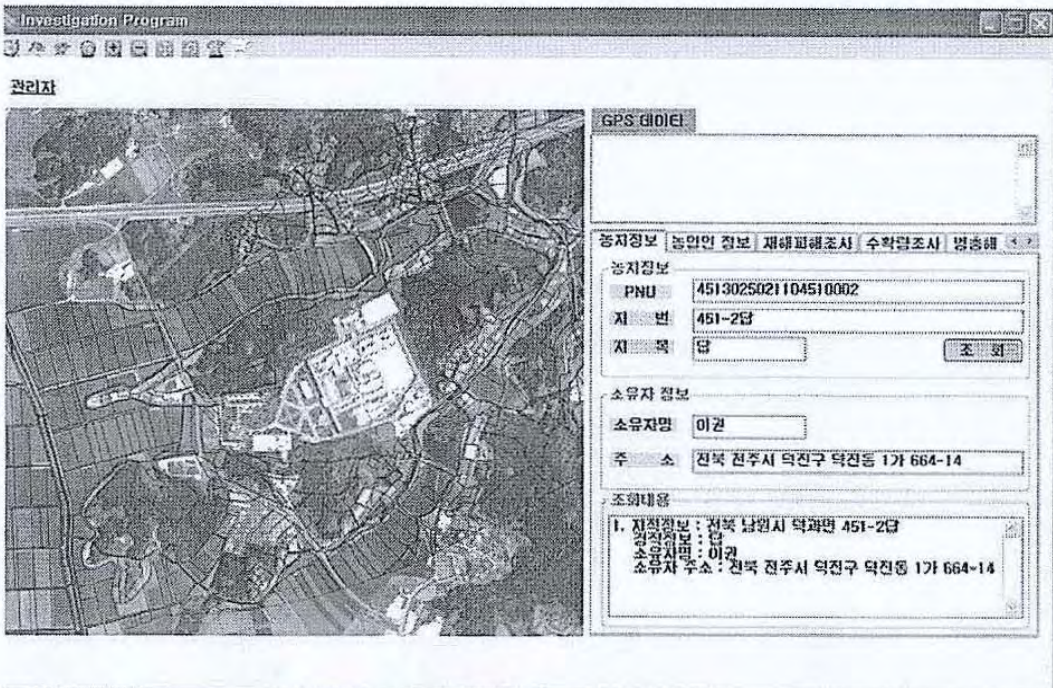 Investigation Program
관리자
GPS 데이터
농지정보 농업인 정보 재해피해조사 수확량조사 병충해
농지정보
PNU 4513025021104510002
지 번 451-2답
지 목 답 조 회
소유자 정보
소유자명 이권
주 소 전북 전주시 덕진구 덕진동 1가 664-14
조회내용
1. 지적정보 : 전북 남원시 덕과면 451-2답
경작정보 : 답
소유자명 : 이권
소유자 주소 : 전북 전주시 덕진구 덕진동 1가 664-14